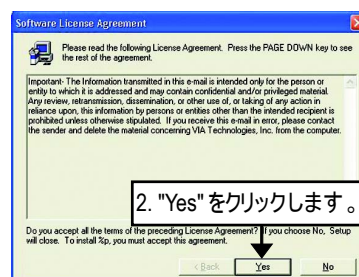 Software License Agreement
Please read the following License Agreement. Press the PAGE DOWN key to see
the rest of the agreement.
Important- The Information transmitted in this e-mail is intended only for the person or
entity to which it is addressed and may contain confidential and/or privileged material.
Any review, retransmission, dissemination, or other use of, or taking of any action in
reliance upon, this information by persons or entities other than the intended recipient is
prohibited unless otherwise stipulated. If you receive this e-mail in error, please contact
the sender and delete the material concerning VIA Technologies, Inc. from the computer.
2. "Yes" をクリックします。
Do you accept all the terms of the preceding License Agreement? If you choose No, Setup
will close. To install %p, you must accept this agreement.
< Back
Yes
No